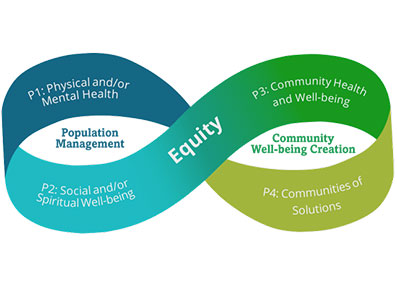 P1: Physical and/or
Mental Health
Population
Management
P2: Social and/or
Spiritual Well-being
Equity
P3: Community Health
and Well-being
Community
Well-being Creation
P4: Communities of
Solutions